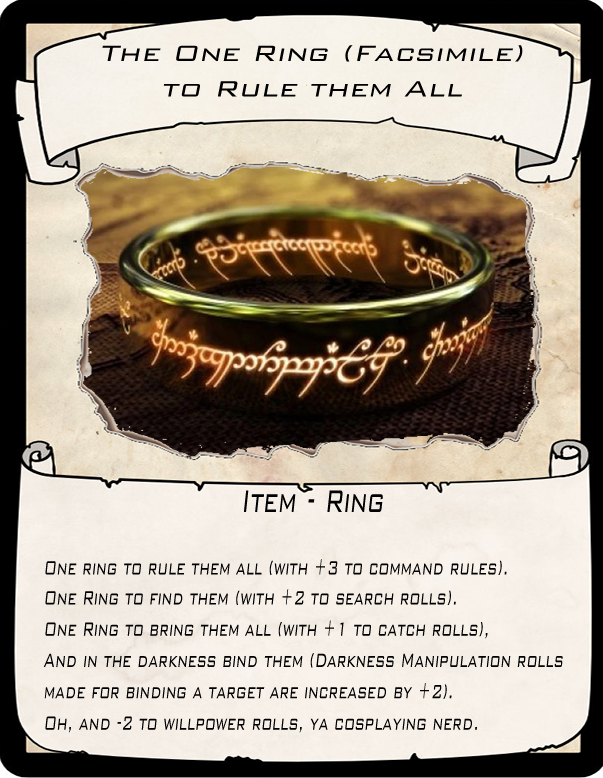 The One Ring (Facsimile)
to Rule them All
Item - Ring
One ring to rule them all (with +3 to command rules).
One Ring to find them (with +2 to search rolls).
One Ring to bring them all (with +1 to catch rolls),
And in the darkness bind them (Darkness Manipulation rolls
made for binding a target are increased by +2).
Oh, and -2 to willpower rolls, ya cosplaying nerd.